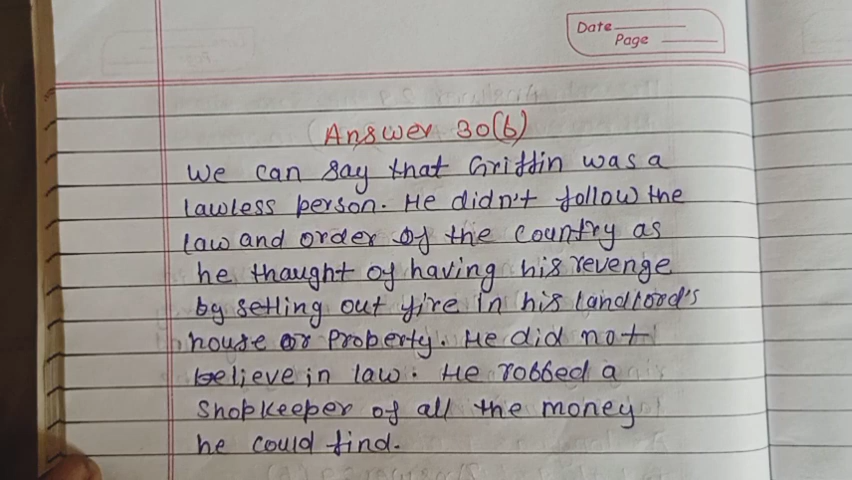 Date
Page
Answer 30(b)
We can say that Griffin was a
lawless person. He didn't follow the
law and order of the country as
he thaught of having his revenge
by setting out fire in his landlord's
house or Property. He did not
believe in law. He robbed a
Shopkeeper of all the money
he could find.